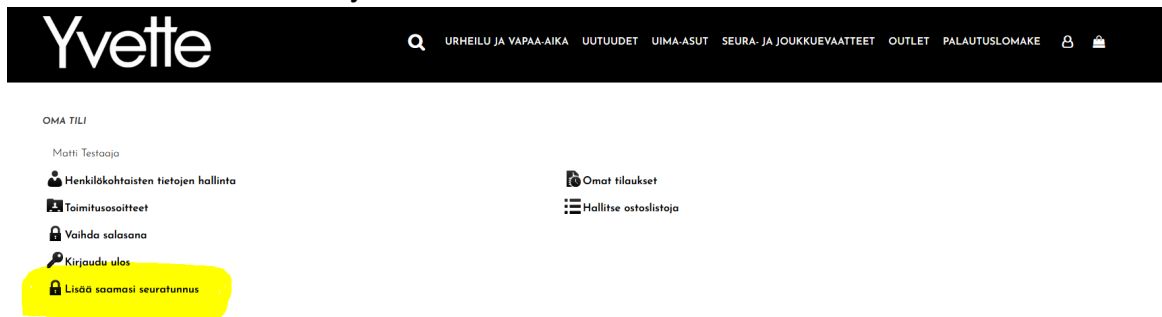 Yvette
URHEILU JA VAPAA-AIKA UUTUUDET UIMA-ASUT SEURA- JA JOUKKUEVAATTEET OUTLET PALAUTUSLOMAKE
OMA TILI
Matti Testaaja
Henkilökohtaisten tietojen hallinta
Toimitusosoitteet
Vaihda salasana
Kirjaudu ulos
Lisää saamasi seuratunnus
Omat tilaukset
Hallitse ostoslistoja